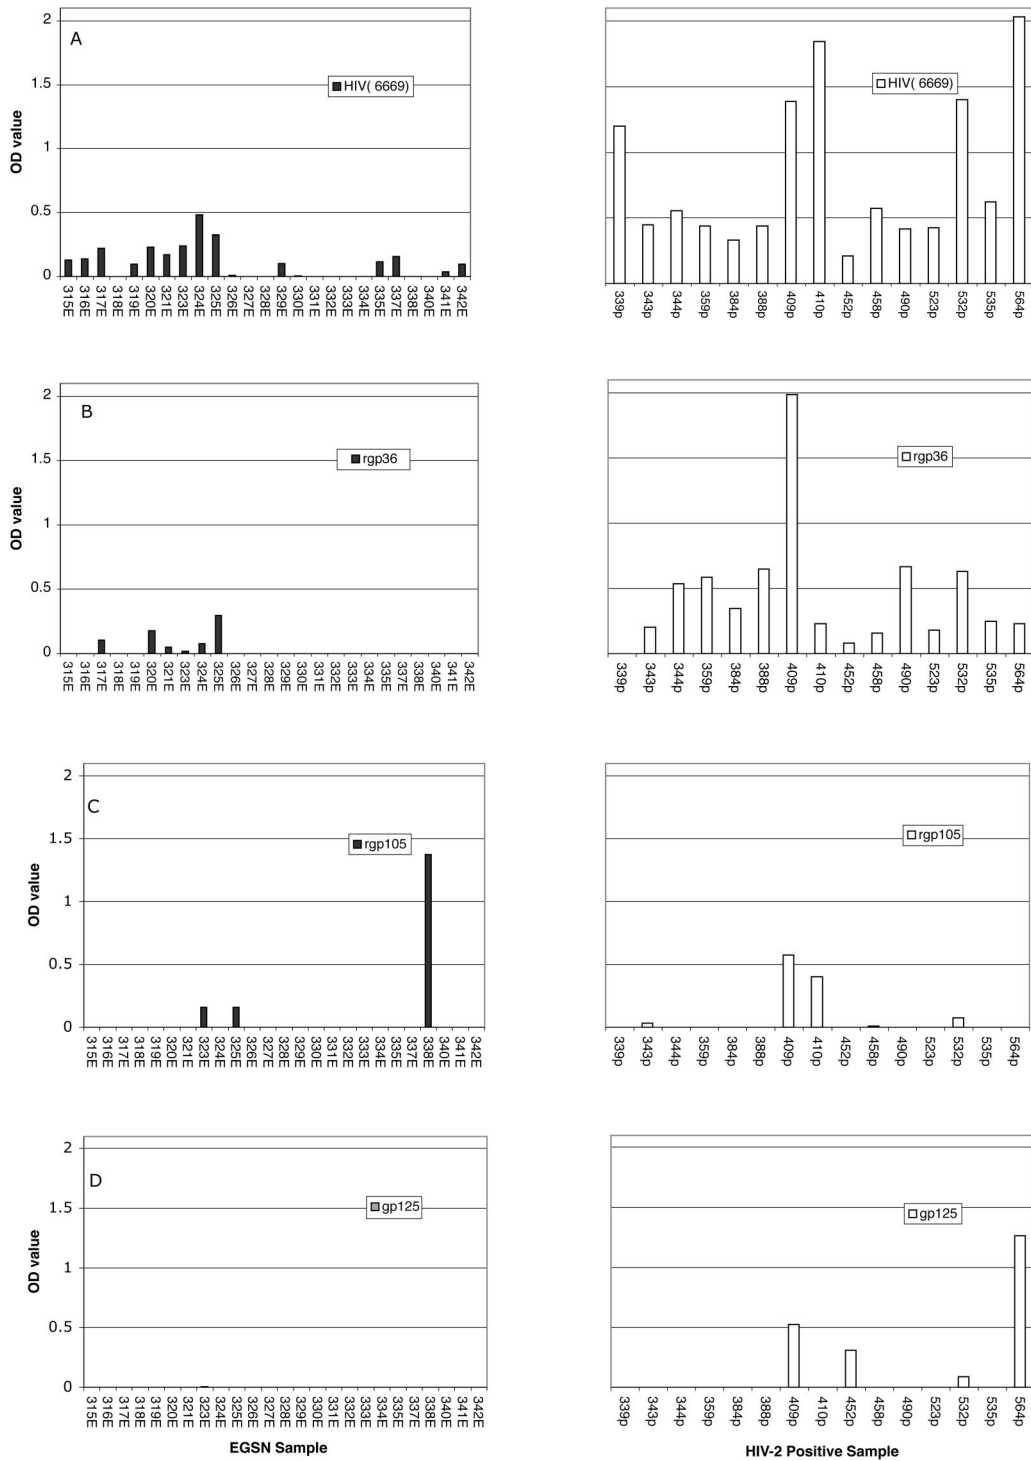 A
2
1.5
1
0.5
0
OD value
HIV( 6669)
315E 316E 317E 318E 319E 320E 321E 323E 324E 325E 326E 327E 328E 329E 330E 331E 332E 333E 334E 335E 337E 338E 340E 341E 342E
HIV( 6669)
339p 343p 344p 359p 384p 388p 409p 410p 452p 458p 490p 523p 532p 535p 564p
B
2
1.5
1
0.5
0
OD value
rgp36
315E 316E 317E 318E 319E 320E 321E 323E 324E 325E 326E 327E 328E 329E 330E 331E 332E 333E 334E 335E 337E 338E 340E 341E 342E
rgp36
339p 343p 344p 359p 384p 388p 409p 410p 452p 458p 490p 523p 532p 535p 564p
C
2
1.5
1
0.5
0
OD value
rgp105
315E 316E 317E 318E 319E 320E 321E 323E 324E 325E 326E 327E 328E 329E 330E 331E 332E 333E 334E 335E 337E 338E 340E 341E 342E
rgp105
339p 343p 344p 359p 384p 388p 409p 410p 452p 458p 490p 523p 532p 535p 564p
D
2
1.5
1
0.5
0
OD value
gp125
315E 316E 317E 318E 319E 320E 321E 323E 324E 325E 326E 327E 328E 329E 330E 331E 332E 333E 334E 335E 337E 338E 340E 341E 342E
EGSN Sample
gp125
339p 343p 344p 359p 384p 388p 409p 410p 452p 458p 490p 523p 532p 535p 564p
HIV-2 Positive Sample